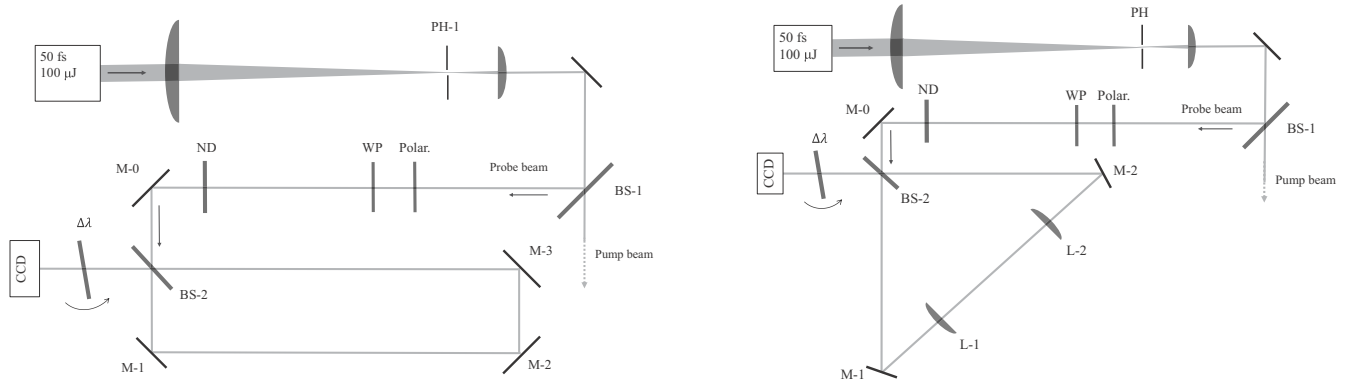 50 fs
100 μJ
PH-1
ND
WP
Polar.
Probe beam
M-0
BS-1
Δλ
M-3
Pump beam
CCD
BS-2
M-1
M-2
50 fs
100 μJ
PH
ND
WP
Polar.
M-0
Probe beam
BS-1
Δλ
CCD
M-2
BS-2
Pump beam
L-2
L-1
M-1